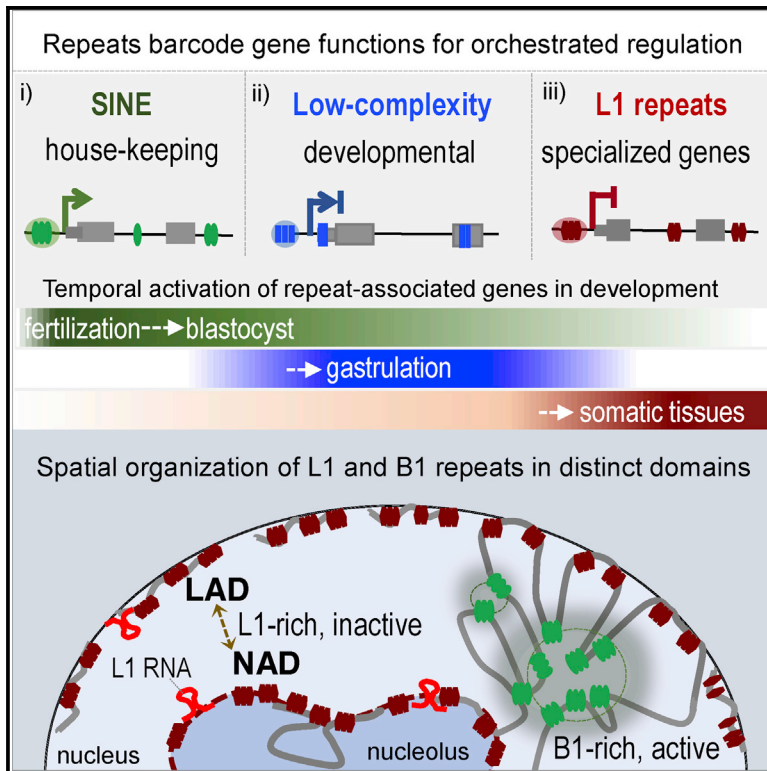 Repeats barcode gene functions for orchestrated regulation
i) SINE
house-keeping
ii) Low-complexity
developmental
iii) L1 repeats
specialized genes
Temporal activation of repeat-associated genes in development
fertilization --> blastocyst
--> gastrulation
--> somatic tissues
Spatial organization of L1 and B1 repeats in distinct domains
LAD
L1-rich, inactive
NAD
L1 RNA
nucleus
nucleolus
B1-rich, active